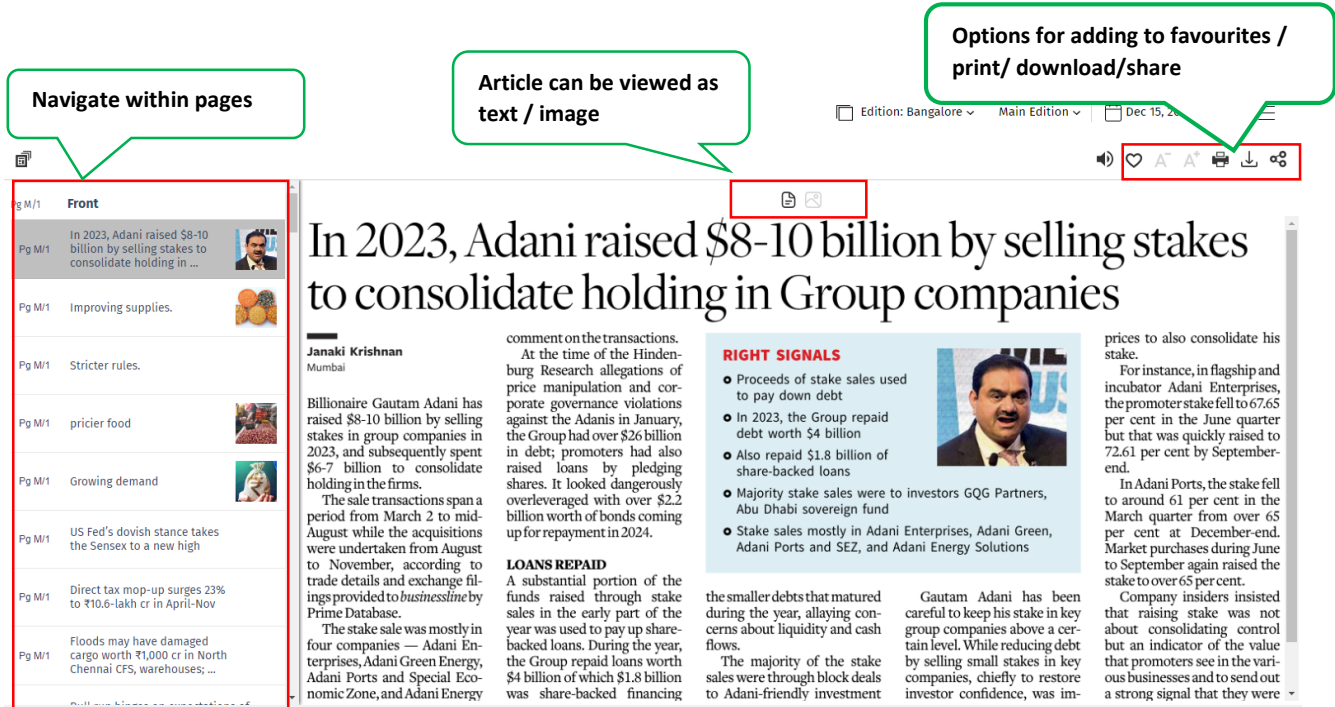 Options for adding to favourites /
print/ download/share
Article can be viewed as
text / image
Navigate within pages
Edition: Bangalore
Main Edition
Dec 15,
A- A+
Pg M/1 Front
Pg M/1
In 2023, Adani raised $8-10
billion by selling stakes to
consolidate holding in ...
Pg M/1 Improving supplies.
Pg M/1 Stricter rules.
Pg M/1 pricier food
Pg M/1 Growing demand
Pg M/1
US Fed's dovish stance takes
the Sensex to a new high
Pg M/1
Direct tax mop-up surges 23%
to ₹10.6-lakh cr in April-Nov
Pg M/1
Floods may have damaged
cargo worth ₹1,000 cr in North
Chennai CFS, warehouses; ...
In 2023, Adani raised $8-10 billion by selling stakes
to consolidate holding in Group companies
Janaki Krishnan
Mumbai
Billionaire Gautam Adani has
raised $8-10 billion by selling
stakes in group companies in
2023, and subsequently spent
$6-7 billion to consolidate
holding in the firms.
The sale transactions span a
period from March 2 to mid-
August while the acquisitions
were undertaken from August
to November, according to
trade details and exchange fil-
ings provided to businessline by
Prime Database.
The stake sale was mostly in
four companies — Adani En-
terprises, Adani Green Energy,
Adani Ports and Special Eco-
nomic Zone, and Adani Energy
comment on the transactions.
At the time of the Hinden-
burg Research allegations of
price manipulation and cor-
porate governance violations
against the Adanis in January,
the Group had over $26 billion
in debt; promoters had also
raised loans by pledging
shares. It looked dangerously
overleveraged with over $2.2
billion worth of bonds coming
up for repayment in 2024.
LOANS REPAID
A substantial portion of the
funds raised through stake
sales in the early part of the
year was used to pay up share-
backed loans. During the year,
the Group repaid loans worth
$4 billion of which $1.8 billion
was share-backed financing
RIGHT SIGNALS
Proceeds of stake sales used
to pay down debt
In 2023, the Group repaid
debt worth $4 billion
Also repaid $1.8 billion of
share-backed loans
Majority stake sales were to investors GQG Partners,
Abu Dhabi sovereign fund
Stake sales mostly in Adani Enterprises, Adani Green,
Adani Ports and SEZ, and Adani Energy Solutions
the smaller debts that matured
during the year, allaying con-
cerns about liquidity and cash
flows.
The majority of the stake
sales were through block deals
to Adani-friendly investment
Gautam Adani has been
careful to keep his stake in key
group companies above a cer-
tain level. While reducing debt
by selling small stakes in key
companies, chiefly to restore
investor confidence, was im-
prices to also consolidate his
stake.
For instance, in flagship and
incubator Adani Enterprises,
the promoter stake fell to 67.65
per cent in the June quarter
but that was quickly raised to
72.61 per cent by September-
end.
In Adani Ports, the stake fell
to around 61 per cent in the
March quarter from over 65
per cent at December-end.
Market purchases during June
to September again raised the
stake to over 65 per cent.
Company insiders insisted
that raising stake was not
about consolidating control
but an indicator of the value
that promoters see in the vari-
ous businesses and to send out
a strong signal that they were